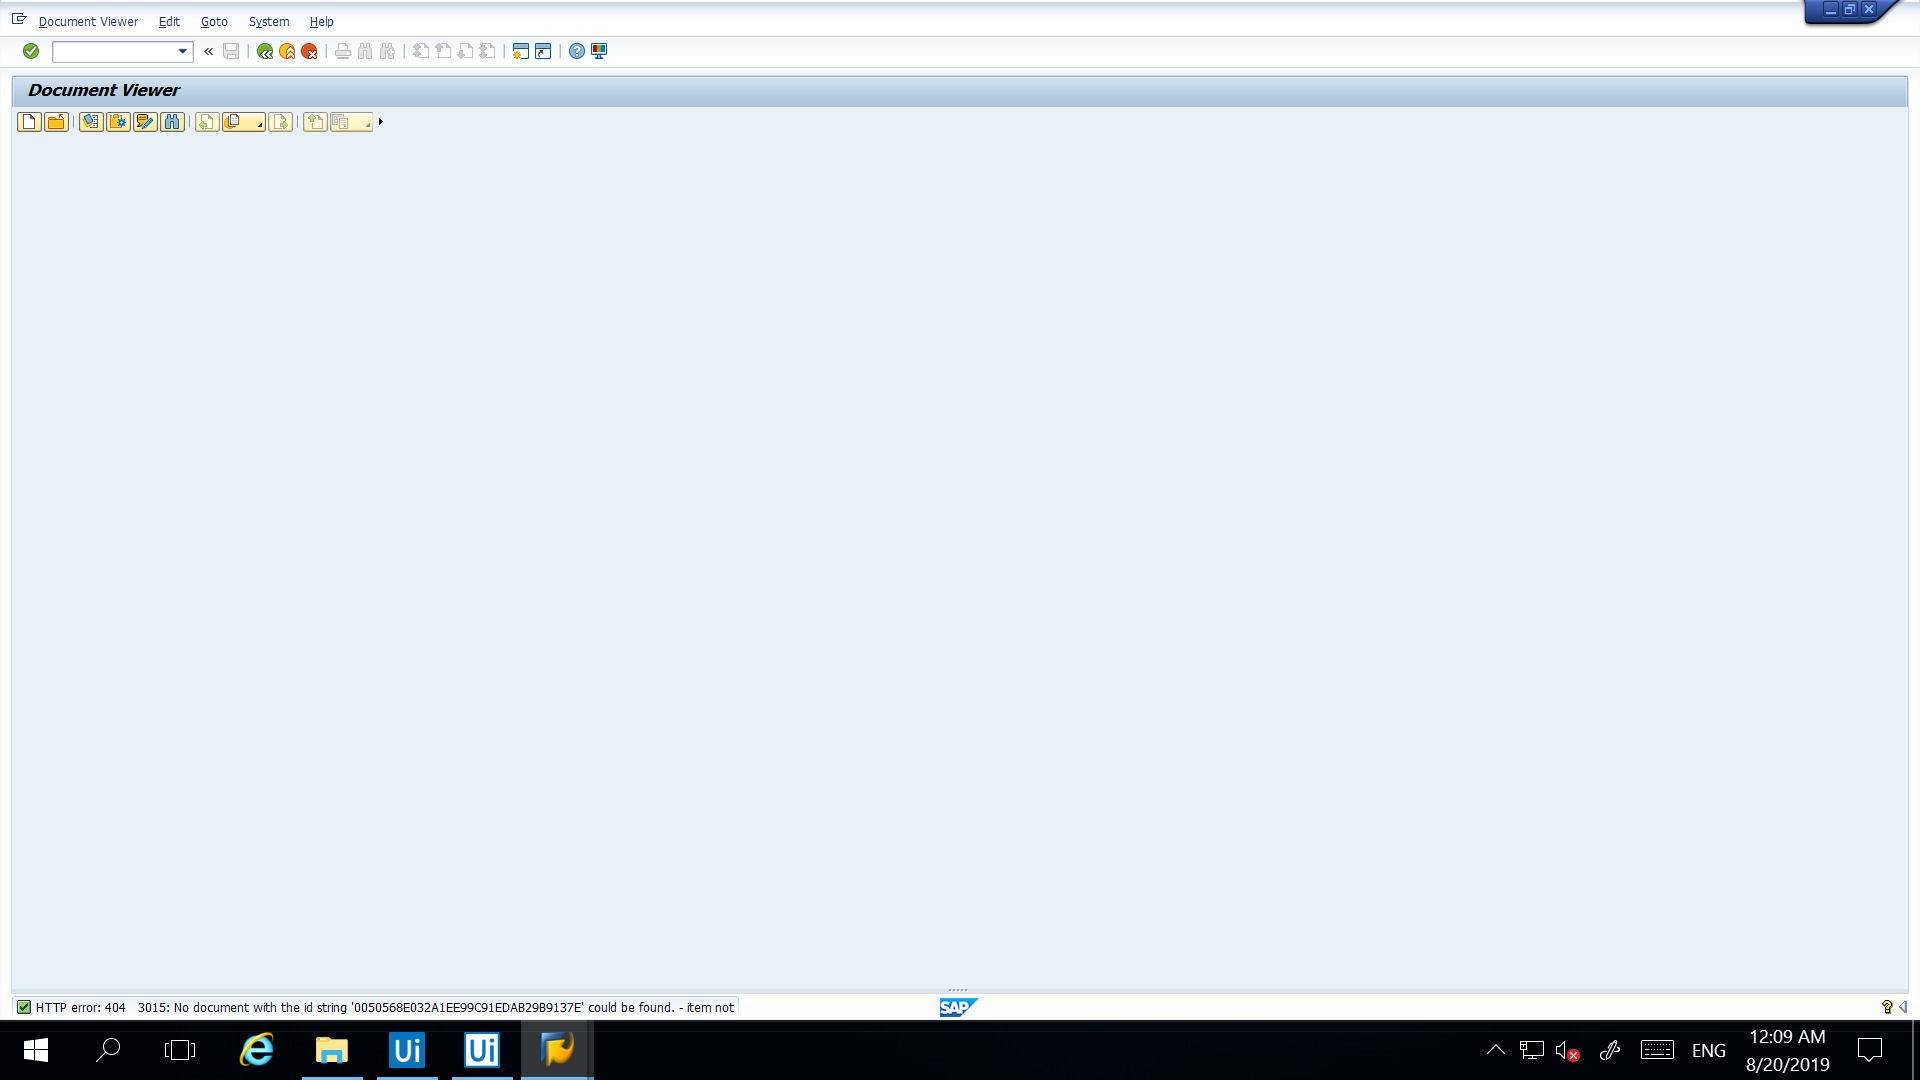 Document Viewer Edit Goto System Help
Document Viewer
HTTP error: 404 3015: No document with the id string '0050568E032A1EE99C91EDAB29B9137E' could be found. - item not
SAP
Ui Ui
ENG
12:09 AM
8/20/2019